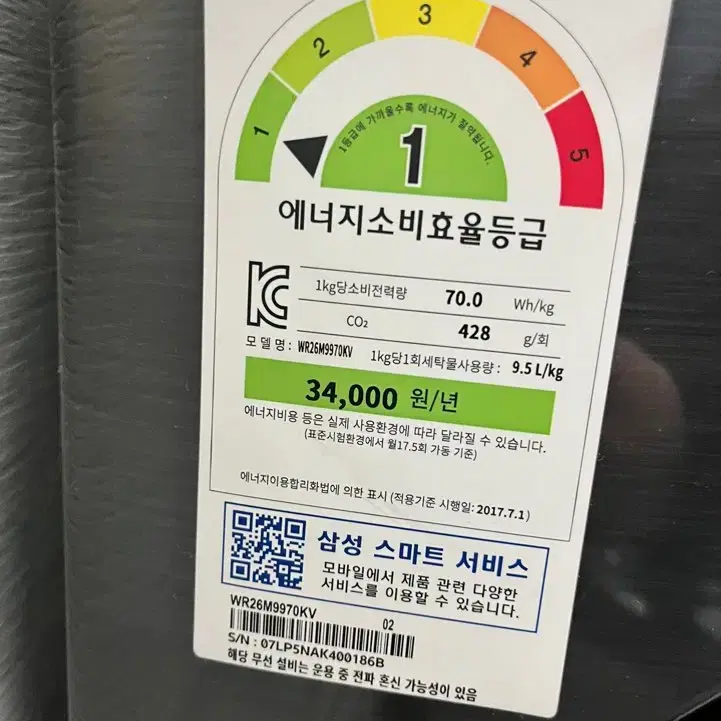 1
2
3
4
5
1등급에 가까울수록 에너지가 절약됩니다.
1
에너지소비효율등급
1kg당소비전력량 70.0 Wh/kg
CO₂ 428 g/회
모델명 : WR26M9970KV 1kg당1회세탁물사용량 : 9.5 L/kg
34,000 원/년
에너지비용 등은 실제 사용환경에 따라 달라질 수 있습니다.
(표준시험환경에서 월17.5회 가동 기준)
에너지이용합리화법에 의한 표시 (적용기준 시행일: 2017.7.1)
삼성 스마트 서비스
모바일에서 제품 관련 다양한
서비스를 이용할 수 있습니다.
WR26M9970KV 02
S/N : 07LP5NAK400186B
해당 무선 설비는 운용 중 전파 혼신 가능성이 있음